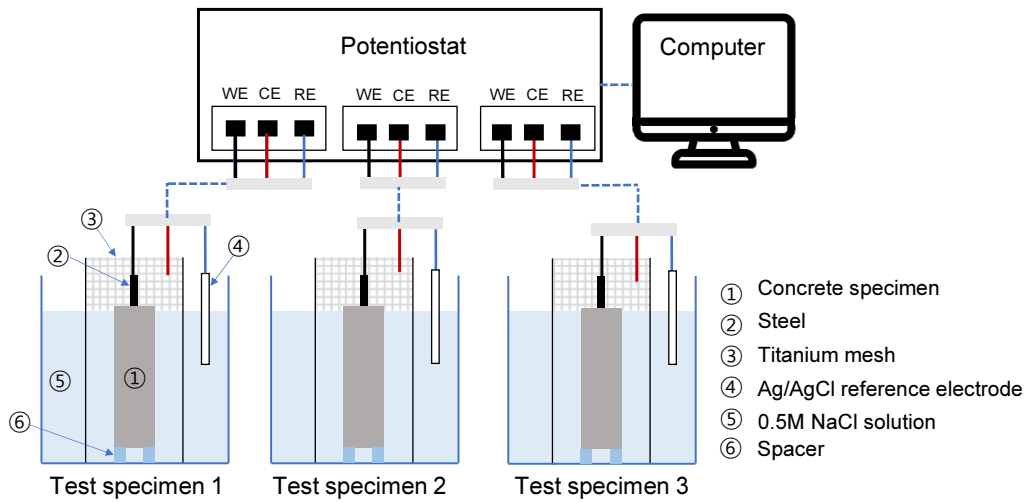 Potentiostat
Computer
WE CE RE
WE CE RE
WE CE RE
③
②
④
①
⑤
⑥
① Concrete specimen
② Steel
③ Titanium mesh
④ Ag/AgCl reference electrode
⑤ 0.5M NaCl solution
⑥ Spacer
Test specimen 1
Test specimen 2
Test specimen 3